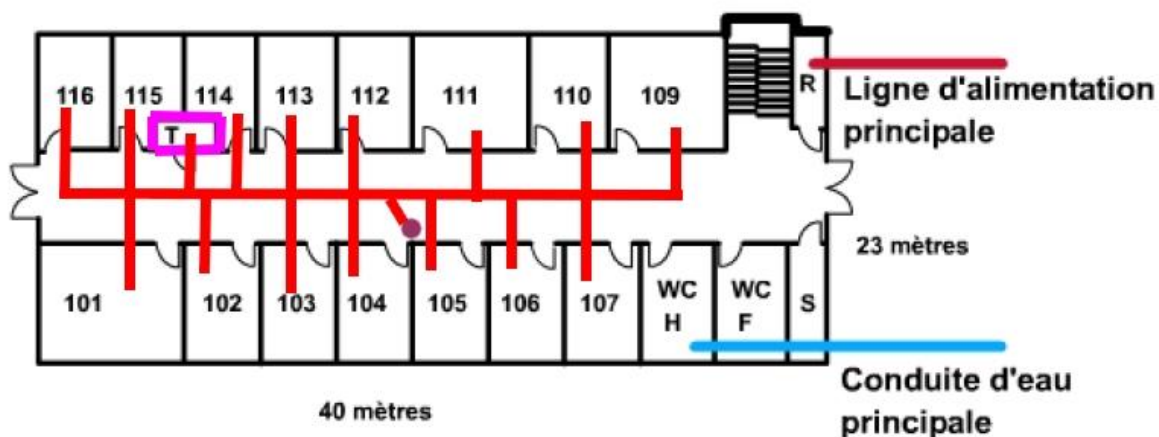 116 115 114 113 112 111 110 109 R
T
Ligne d'alimentation
principale
23 mètres
101 102 103 104 105 106 107 WC H WC F S
Conduite d'eau
principale
40 mètres